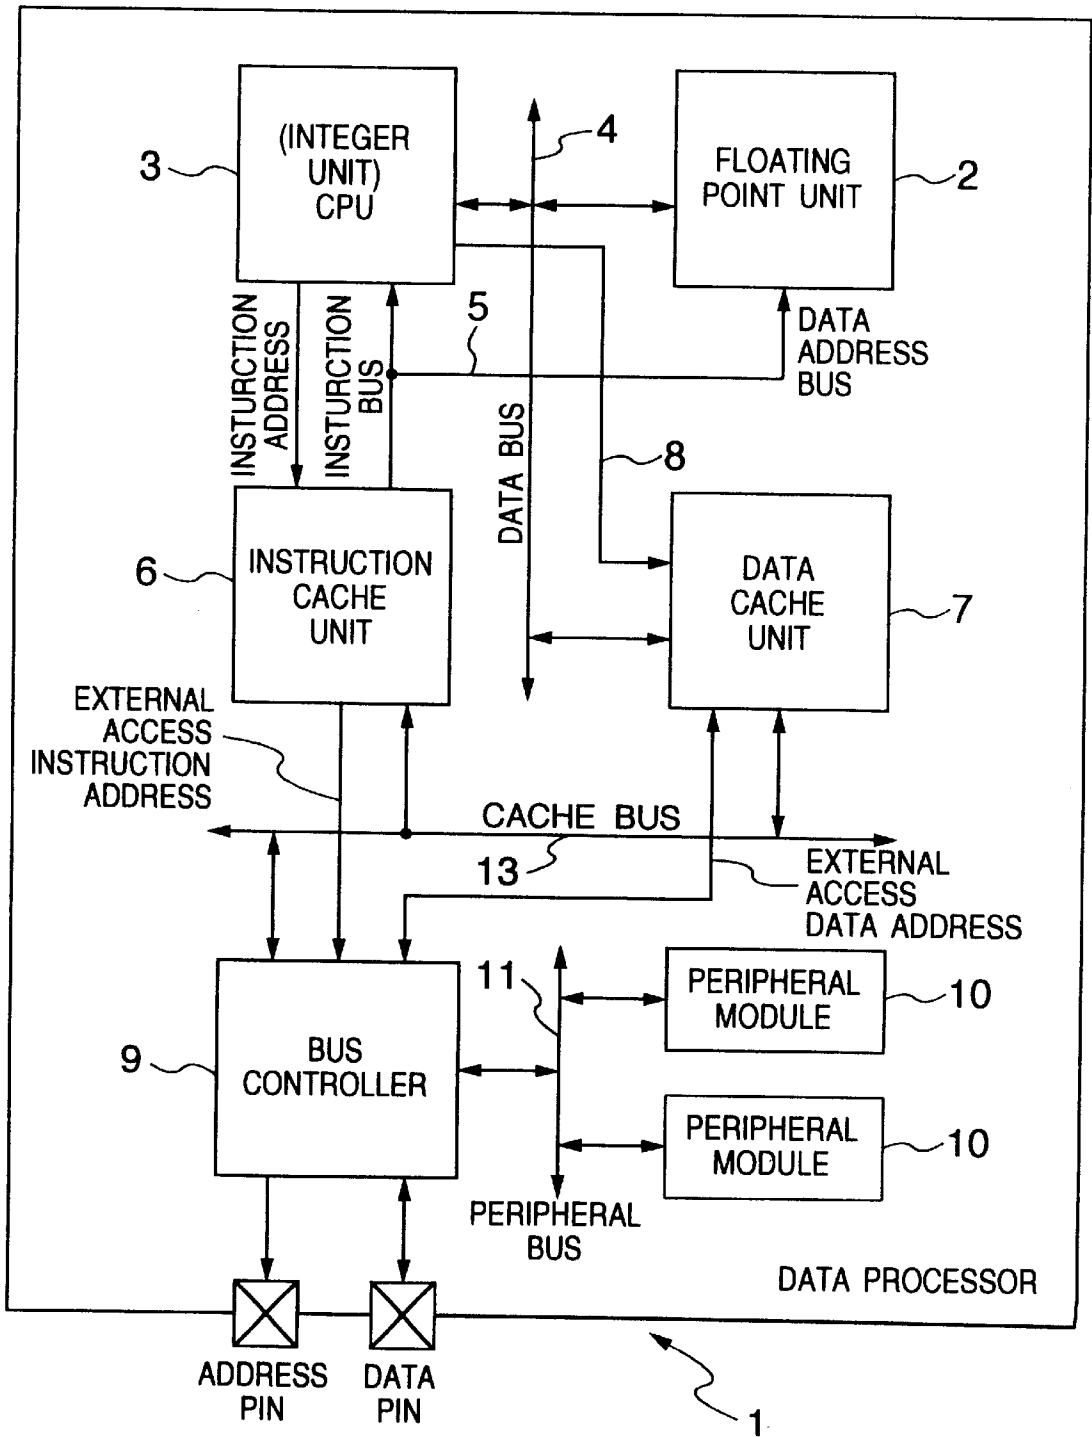 (INTEGER
UNIT)
CPU
3
4
FLOATING
POINT UNIT
2
INSTURCTION
ADDRESS
INSTURCTION
BUS
5
DATA
ADDRESS
BUS
DATA BUS
8
6
INSTRUCTION
CACHE
UNIT
DATA
CACHE
UNIT
7
EXTERNAL
ACCESS
INSTRUCTION
ADDRESS
CACHE BUS
13
EXTERNAL
ACCESS
DATA ADDRESS
9
BUS
CONTROLLER
11
PERIPHERAL
MODULE
10
PERIPHERAL
MODULE
10
PERIPHERAL
BUS
DATA PROCESSOR
ADDRESS
PIN
DATA
PIN
1